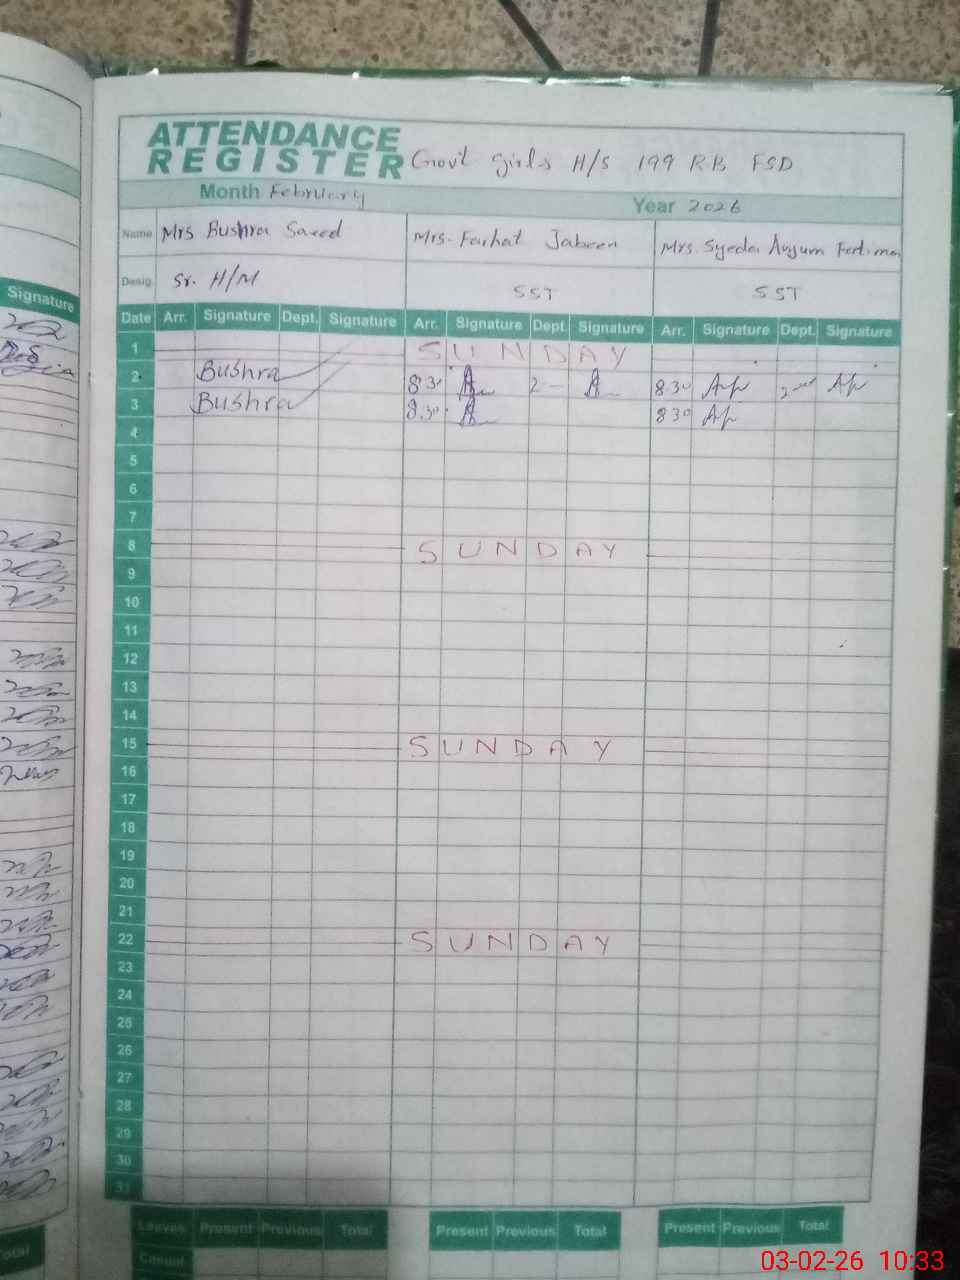 ATTENDANCE
REGISTER Govt girls H/S 199 RB FSD
Month February Year 2026
Name Mrs Bushra Saeed Mrs. Farhat Jabeen Mrs. Syeda Anjum
Desig. Sr. H/M SST SST
Signature
Date Arr. Signature Dept. Signature Arr. Signature Dept. Signature Arr. Signature Dept. Signature
1 SUNDAY
2 Bushra 8.30 2 8.30
3 Bushra 8.30 830
4
5
6
7
8 SUNDAY
9
10
11
12
13
14
15 SUNDAY
16
17
18
19
20
21
22 SUNDAY
23
24
25
26
27
28
29
30
31
Leaves Present Previous Total Present Previous Total Present Previous Total
Casual
Total
03-02-26 10:33